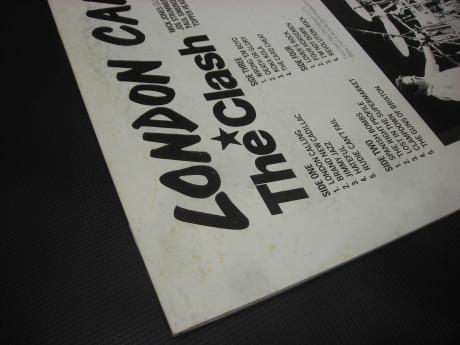 LONDON CA
The★Clash
SIDE ONE
1. LONDON CALLING
2. BRAND NEW CADILLAC
3. JIMMY JAZZ
4. HATEFUL
5. RUDIE CAN'T FAIL
SIDE TWO
1. SPANISH BOMBS
2. THE RIGHT PROFILE
3. LOST IN THE SUPERMARKET
4. CLAMPDOWN
5. THE GUNS OF BRIXTON
SIDE THREE
1. WRONG 'EM BOYO
2. DEATH OR GLORY
3. KOKA KOLA
4. THE CARD CHEAT
SIDE FOUR
1. LOVER'S ROCK
2. FOUR HORSEMEN
3. I'M NOT DOWN
4. REVOLUTION ROCK